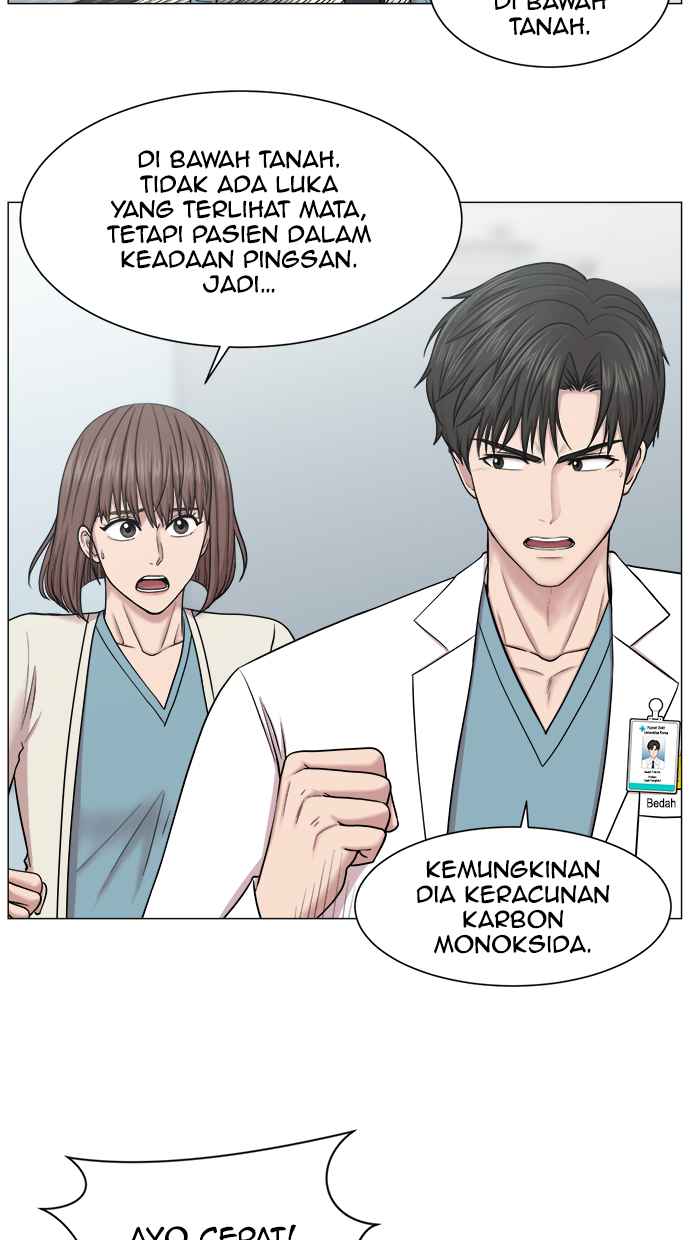 DI BAWAH
TANAH.
DI BAWAH TANAH.
TIDAK ADA LUKA
YANG TERLIHAT MATA,
TETAPI PASIEN DALAM
KEADAAN PINGSAN.
JADI...
Bedah
KEMUNGKINAN
DIA KERACUNAN
KARBON
MONOKSIDA.
AYO CEPAT!